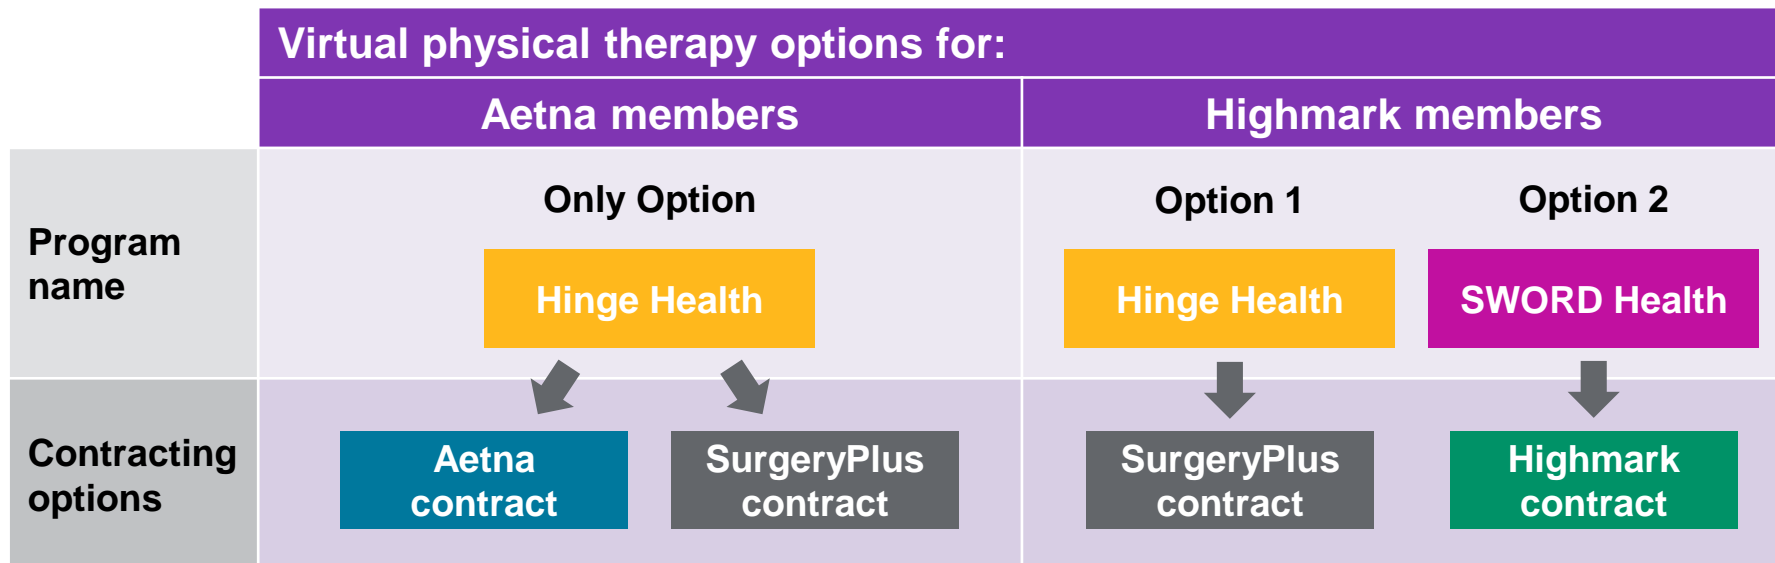 Virtual physical therapy options for:
Aetna members
Highmark members
Program
name
Only Option
Hinge Health
Option 1
Hinge Health
Option 2
SWORD Health
Contracting
options
Aetna
contract
SurgeryPlus
contract
SurgeryPlus
contract
Highmark
contract